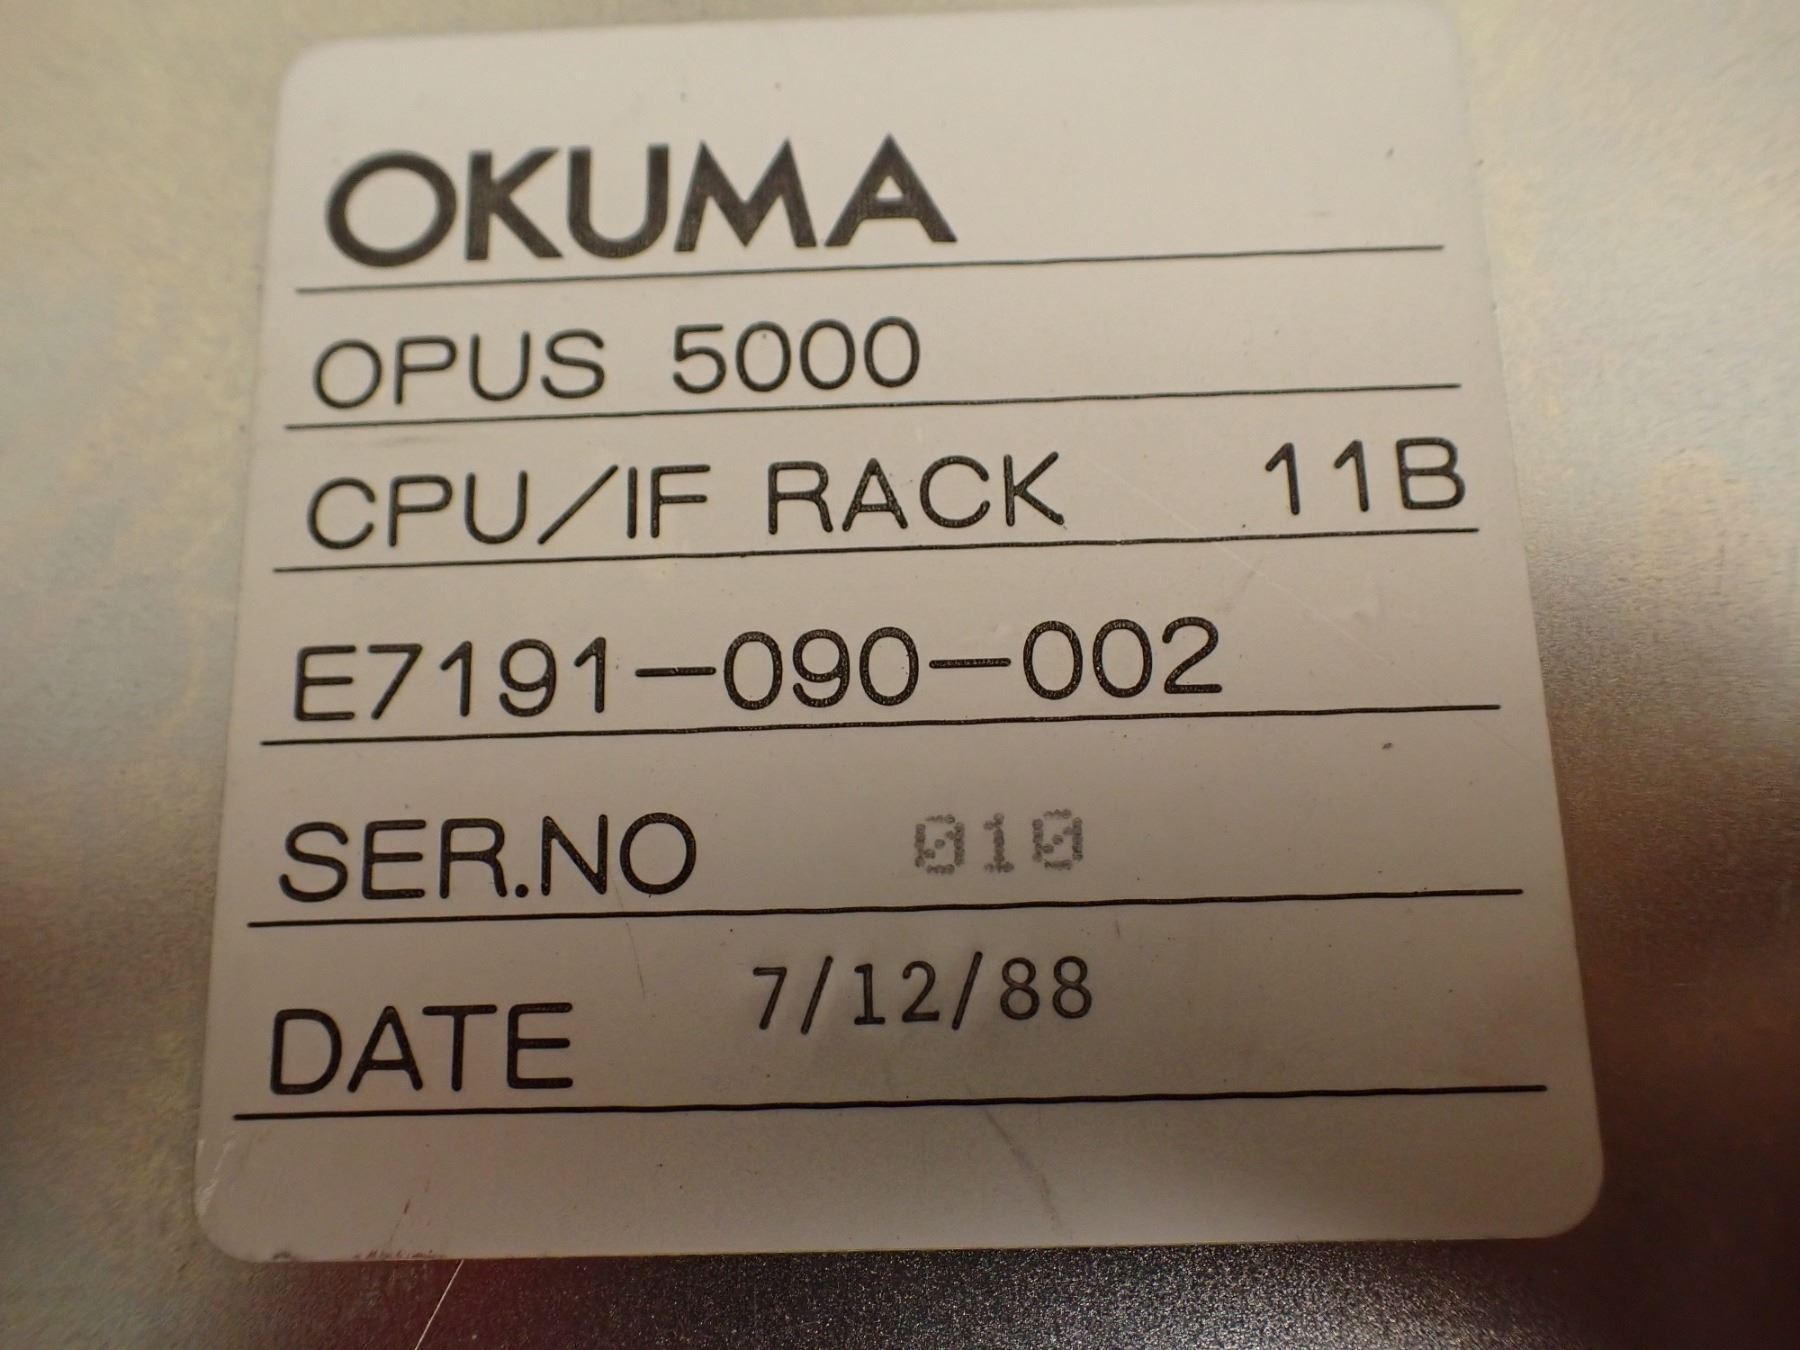 OKUMA
OPUS 5000
CPU/IF RACK 11B
E7191-090-002
SER.NO 010
DATE 7/12/88